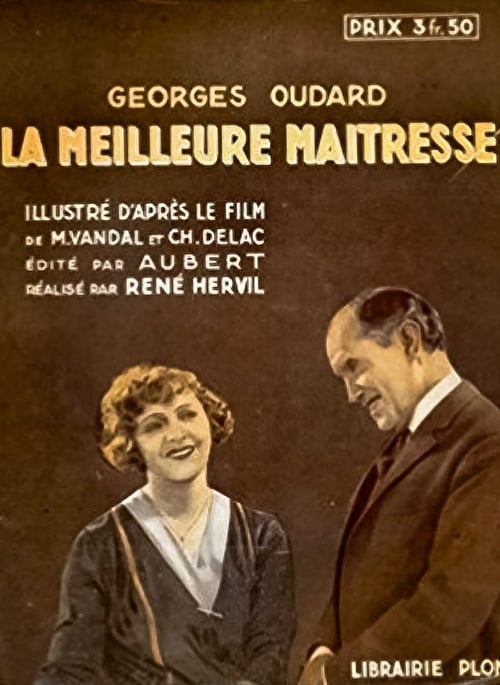 PRIX 3 fr. 50
GEORGES OUDARD
LA MEILLEURE MAITRESSE
ILLUSTRÉ D'APRÈS LE FILM
DE M. VANDAL ET CH. DELAC
ÉDITÉ PAR AUBERT
RÉALISÉ PAR RENÉ HERVIL
LIBRAIRIE PLON